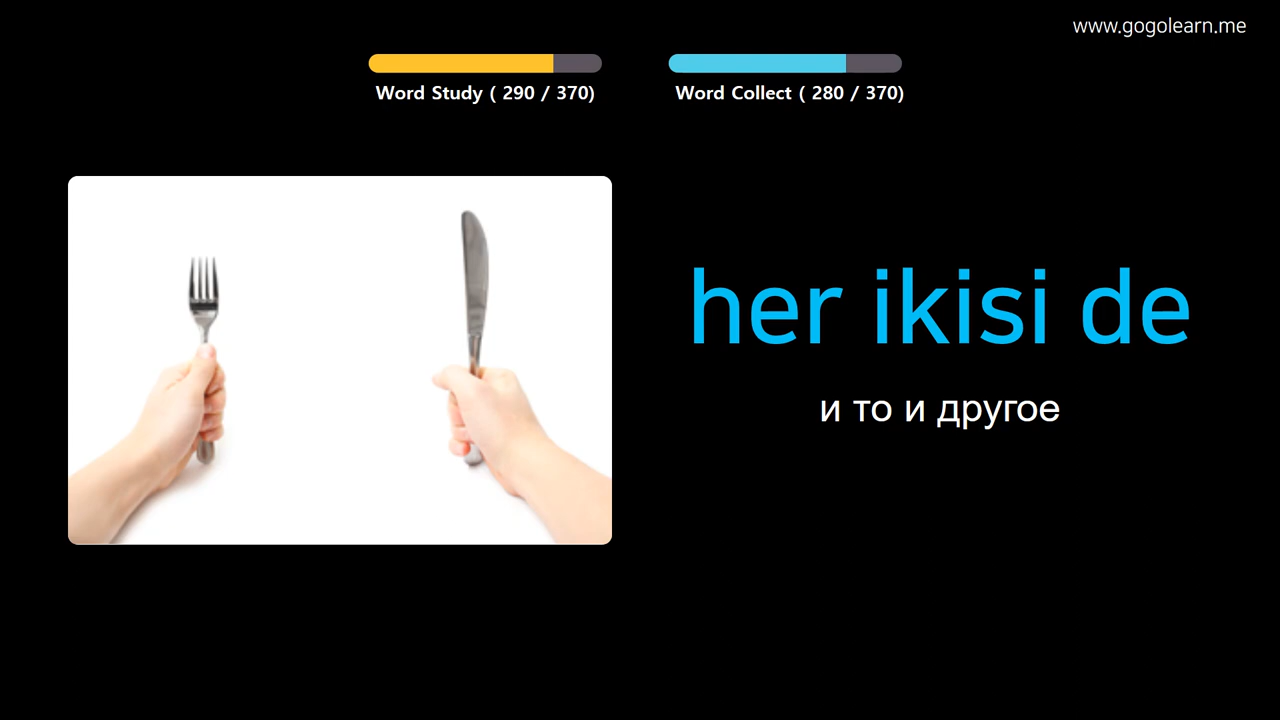 www.gogolearn.me
Word Study ( 290 / 370)
Word Collect ( 280 / 370)
her ikisi de
и то и другое